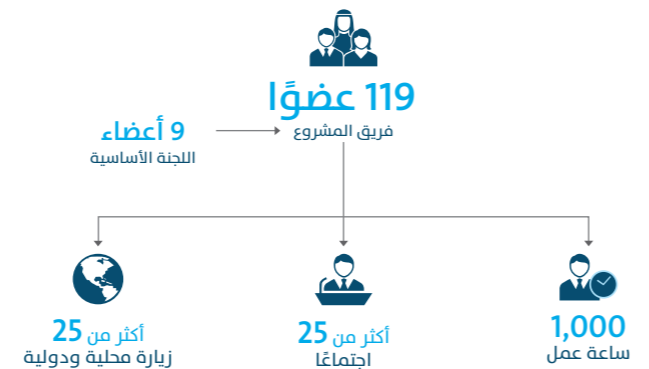 119 عضوًا
فريق المشروع
9 أعضاء
اللجنة الأساسية
1,000
ساعة عمل
أكثر من 25
اجتماعًا
أكثر من 25
زيارة محلية ودولية